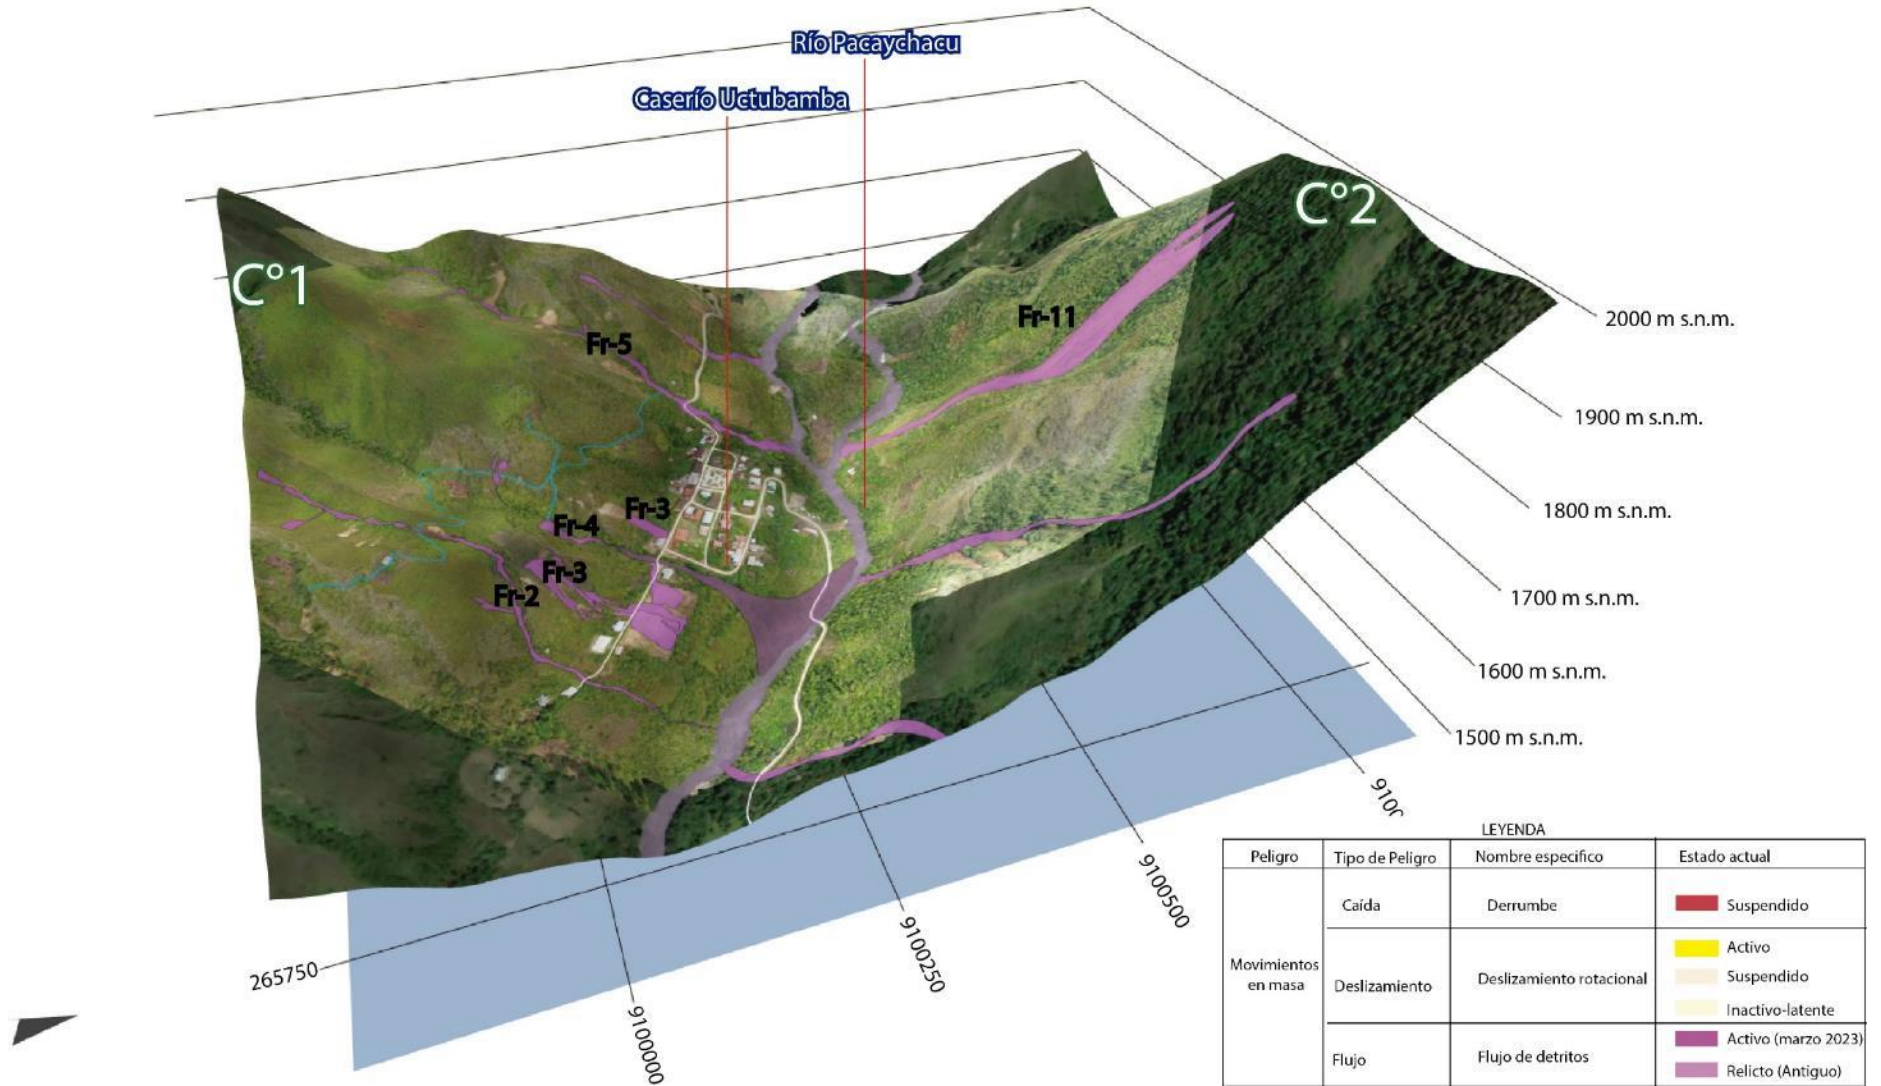 Río Pacaychacu
Caserío Uctubamba
C°1
C°2
Fr-5
Fr-11
Fr-3
Fr-4
Fr-3
Fr-2
2000 m s.n.m.
1900 m s.n.m.
1800 m s.n.m.
1700 m s.n.m.
1600 m s.n.m.
1500 m s.n.m.
265750
9100000
9100250
9100500
9100
LEYENDA
Peligro Tipo de Peligro Nombre especifico Estado actual
Movimientos
en masa
Caída Derrumbe Suspendido
Deslizamiento Deslizamiento rotacional
Activo
Suspendido
Inactivo-latente
Flujo Flujo de detritos
Activo (marzo 2023)
Relicto (Antiguo)